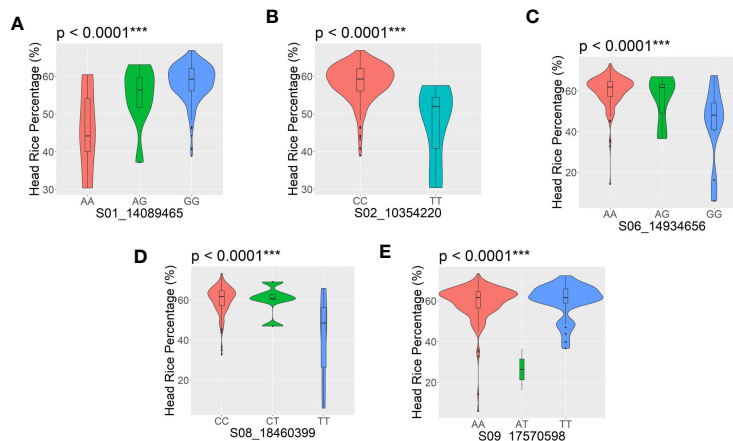 A
p < 0.0001***
Head Rice Percentage (%)
60
50
40
30
AA AG GG
S01_14089465
B
p < 0.0001***
Head Rice Percentage (%)
60
50
40
30
CC TT
S02_10354220
C
p < 0.0001***
Head Rice Percentage (%)
60
40
20
AA AG GG
S06_14934656
D
p < 0.0001***
Head Rice Percentage (%)
60
40
20
CC CT TT
S08_18460399
E
p < 0.0001***
Head Rice Percentage (%)
60
40
20
AA AT TT
S09_17570598